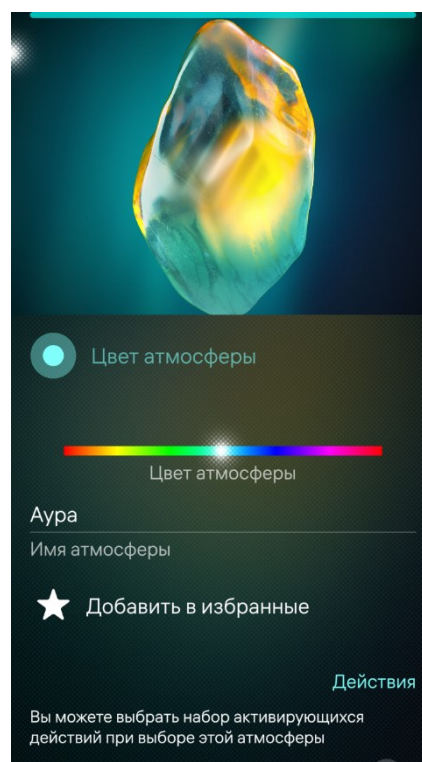 Цвет атмосферы
Цвет атмосферы
Аура
Имя атмосферы
Добавить в избранные
Действия
Вы можете выбрать набор активирующихся
действий при выборе этой атмосферы